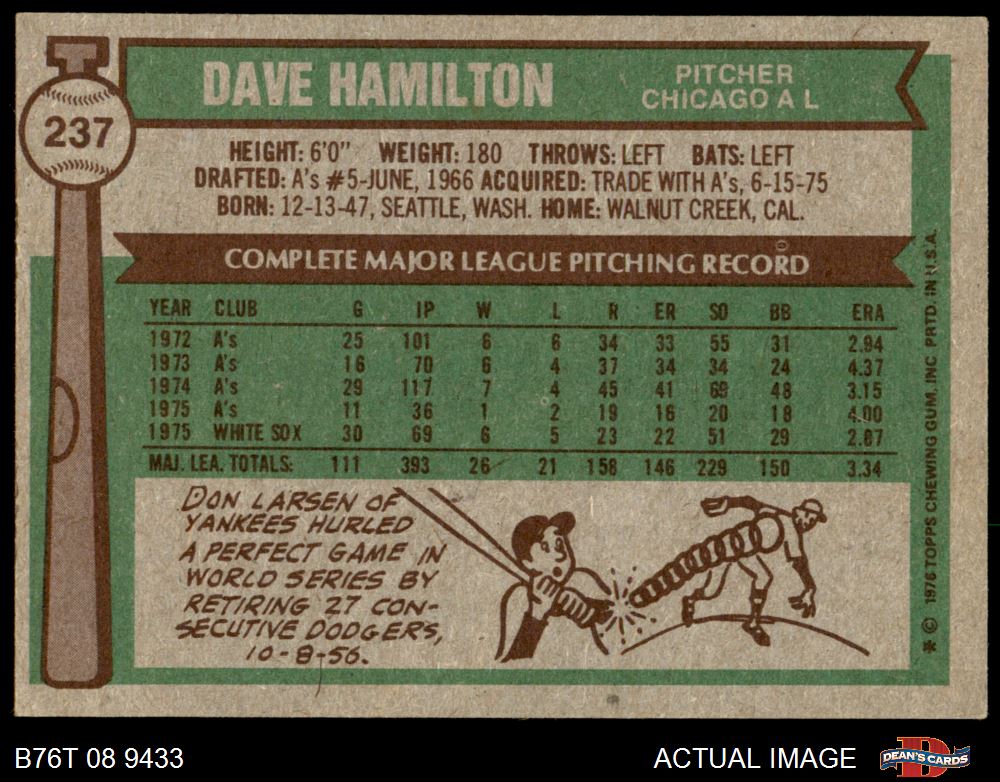 DAVE HAMILTON
PITCHER
CHICAGO A L
237
HEIGHT: 6'0" WEIGHT: 180 THROWS: LEFT BATS: LEFT
DRAFTED: A's #5-JUNE, 1966 ACQUIRED: TRADE WITH A's, 6-15-75
BORN: 12-13-47, SEATTLE, WASH. HOME: WALNUT CREEK, CAL.
COMPLETE MAJOR LEAGUE PITCHING RECORD
YEAR CLUB G IP W L R ER SO BB ERA
1972 A's 25 101 6 6 34 33 55 31 2.94
1973 A's 16 70 6 4 37 34 34 24 4.37
1974 A's 29 117 7 4 45 41 69 48 3.15
1975 A's 11 36 1 2 19 16 20 18 4.00
1975 WHITE SOX 30 69 6 5 23 22 51 29 2.87
MAJ. LEA. TOTALS: 111 393 26 21 158 146 229 150 3.34
DON LARSEN OF
YANKEES HURLED
A PERFECT GAME IN
WORLD SERIES BY
RETIRING 27 CON-
SECUTIVE DODGERS,
10-8-56.
* © 1976 TOPPS CHEWING GUM, INC PRTD. IN U.S.A.
B76T 08 9433
ACTUAL IMAGE
DEAN'S CARDS